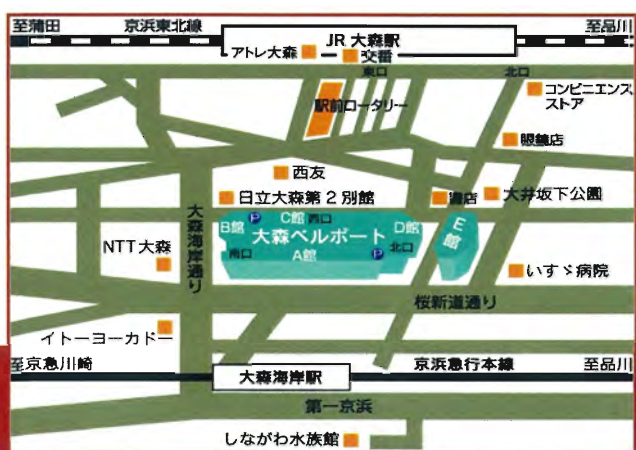 至蒲田
京浜東北線
JR 大森駅
至品川
アトレ大森
交番
東口
北口
コンビニエンス
ストア
駅前ロータリー
眼鏡店
西友
日立大森第2別館
書店
大井坂下公園
大森海岸通り
B館
P
C館
西口
D館
E館
大森ベルポート
NTT大森
南口
A館
P
北口
いすゞ病院
桜新道通り
イトーヨーカドー
至京急川崎
大森海岸駅
京浜急行本線
至品川
第一京浜
しながわ水族館